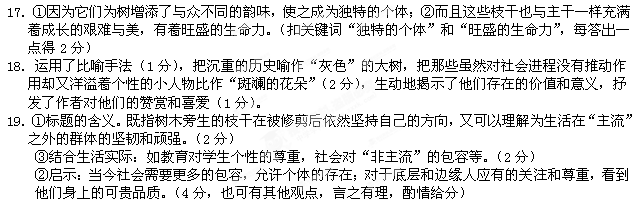 17. ①因为它们为树增添了与众不同的韵味，使之成为独特的个体；②而且这些枝干也与主干一样充满
着成长的艰难与美，有着旺盛的生命力。（扣关键词“独特的个体”和“旺盛的生命力”，每答出一
点得2分）
18. 运用了比喻手法（1分），把沉重的历史喻作“灰色”的大树，把那些虽然对社会进程没有推动作
用却又洋溢着个性的小人物比作“斑斓的花朵”（2分），生动地揭示了他们存在的价值和意义，抒
发了作者对他们的赞赏和喜爱（1分）。
19. ①标题的含义。既指树木旁生的枝干在被修剪后依然坚持自己的方向，又可以理解为生活在“主流”
之外的群体的坚韧和顽强。（2分）
③结合生活实际：如教育对学生个性的尊重，社会对“非主流”的包容等。（2分）
②启示：当今社会需要更多的包容，允许个体的存在；对于底层和边缘人应有的关注和尊重，看到
他们身上的可贵品质。（4分，也可有其他观点，言之有理，酌情给分）